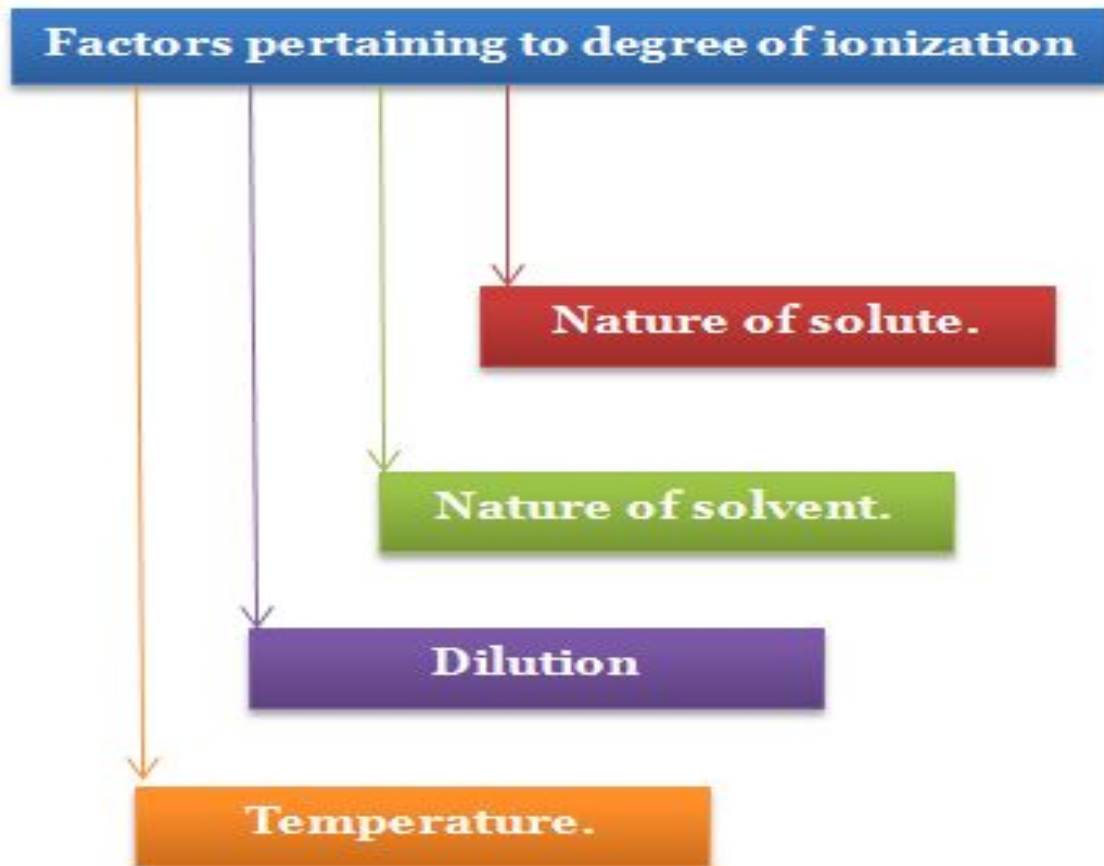 Factors pertaining to degree of ionization
Nature of solute.
Nature of solvent.
Dilution
Temperature.